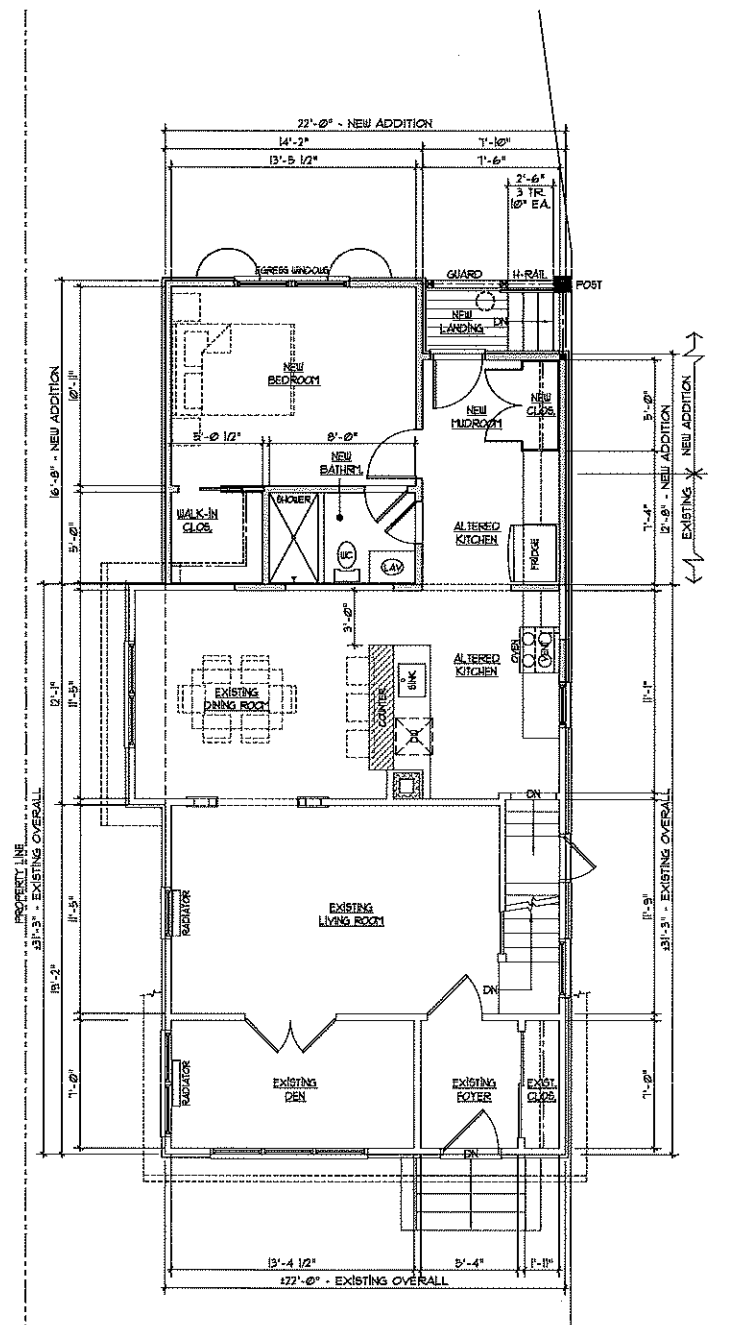 22'-0" - NEW ADDITION
14'-2"
7'-10"
13'-5 1/2"
7'-6"
2'-6"
3 TR.
10" EA.
EGRESS WINDOWS
GUARD
H-RAIL
POST
NEW
LANDING
DN
NEW
BEDROOM
NEW
MUDROOM
NEW
CLOS.
10'-11"
16'-8" - NEW ADDITION
5'-0"
5'-0 1/2"
8'-0"
NEW
BATHRM.
WALK-IN
CLOS.
SHOWER
WC
LAV
ALTERED
KITCHEN
FRIDGE
5'-0"
7'-4"
12'-8" - NEW ADDITION
EXISTING
NEW ADDITION
3'-0"
EXISTING
DINING ROOM
COUNTER
SINK
DW
ALTERED
KITCHEN
OVEN
VENT
12'-1"
11'-5"
11'-1"
DN
PROPERTY LINE
±31'-3" - EXISTING OVERALL
19'-2"
11'-5"
RADIATOR
EXISTING
LIVING ROOM
DN
11'-9"
±31'-3" - EXISTING OVERALL
7'-0"
RADIATOR
EXISTING
DEN
EXISTING
FOYER
EXIST.
CLOS.
7'-0"
DN
13'-4 1/2"
5'-4"
1'-11"
±22'-0" - EXISTING OVERALL